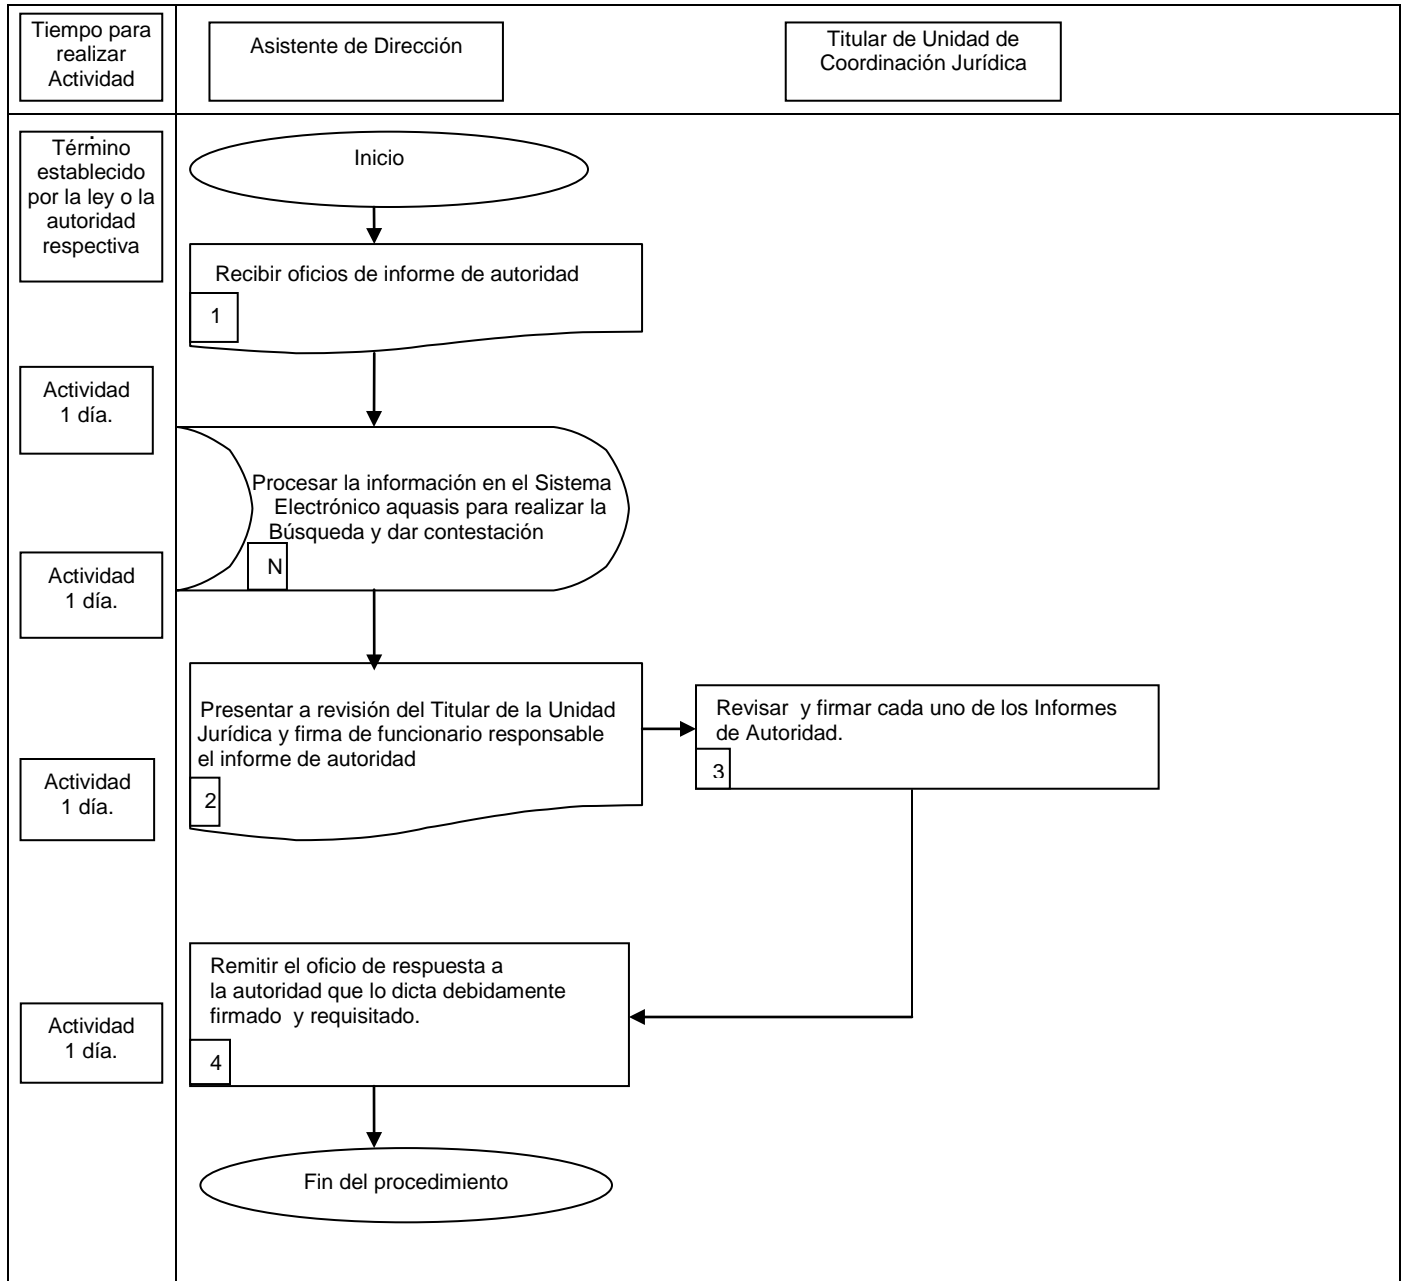 Tiempo para
realizar
Actividad
Asistente de Dirección
Titular de Unidad de
Coordinación Jurídica
.
Término
establecido
por la ley o la
autoridad
respectiva
Inicio
Recibir oficios de informe de autoridad
1
Actividad
1 día.
Procesar la información en el Sistema
Electrónico aquasis para realizar la
Búsqueda y dar contestación
N
Actividad
1 día.
Presentar a revisión del Titular de la Unidad
Jurídica y firma de funcionario responsable
el informe de autoridad
2
Revisar  y firmar cada uno de los Informes
de Autoridad.
3
Actividad
1 día.
Remitir el oficio de respuesta a
la autoridad que lo dicta debidamente
firmado  y requisitado.
4
Actividad
1 día.
Fin del procedimiento